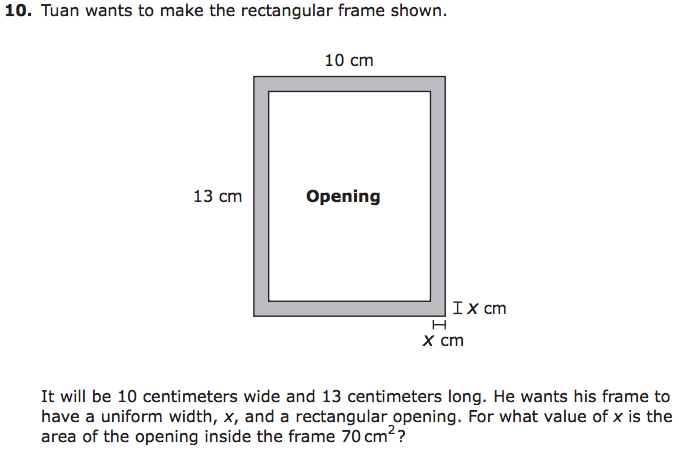 10. Tuan wants to make the rectangular frame shown.
10 cm
13 cm
Opening
x cm
x cm
It will be 10 centimeters wide and 13 centimeters long. He wants his frame to
have a uniform width, x, and a rectangular opening. For what value of x is the
area of the opening inside the frame 70 cm²?